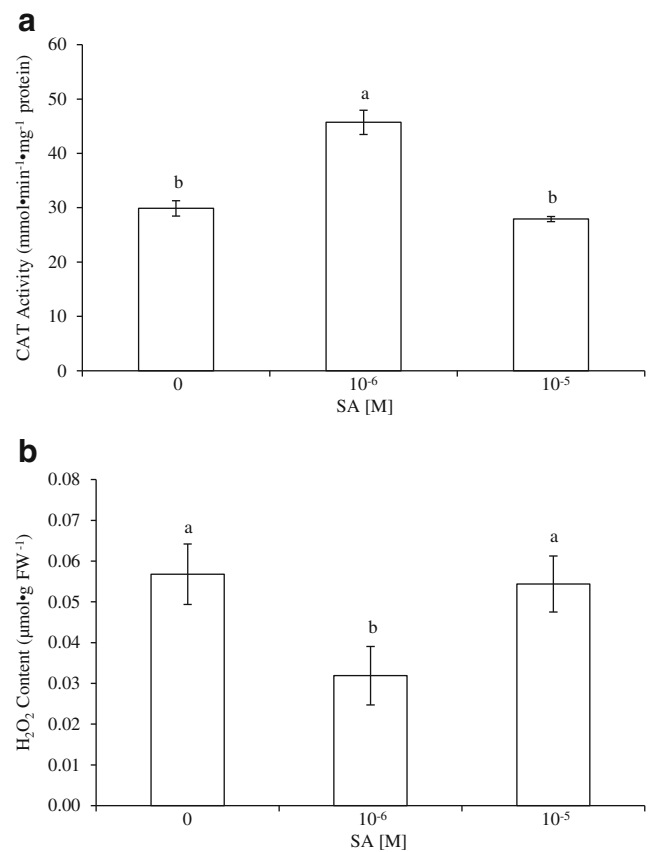 a
60
50
40
30
20
10
0
CAT Activity (mmol•min⁻¹•mg⁻¹ protein)
b
a
b
0
10⁻⁶
10⁻⁵
SA [M]
b
0.08
0.07
0.06
0.05
0.04
0.03
0.02
0.01
0.00
H₂O₂ Content (µmol•g FW⁻¹)
a
b
a
0
10⁻⁶
10⁻⁵
SA [M]